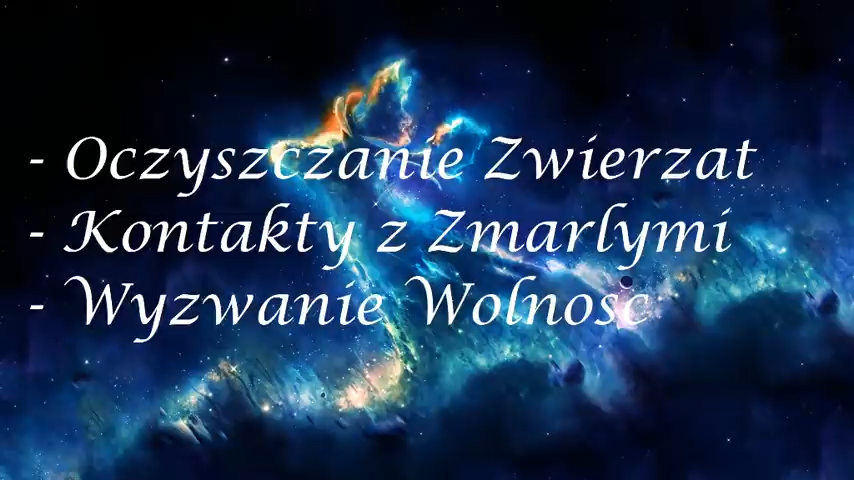 - Oczyszczanie Zwierzat
- Kontakty z Zmarlymi
- Wyzwanie Wolnosc